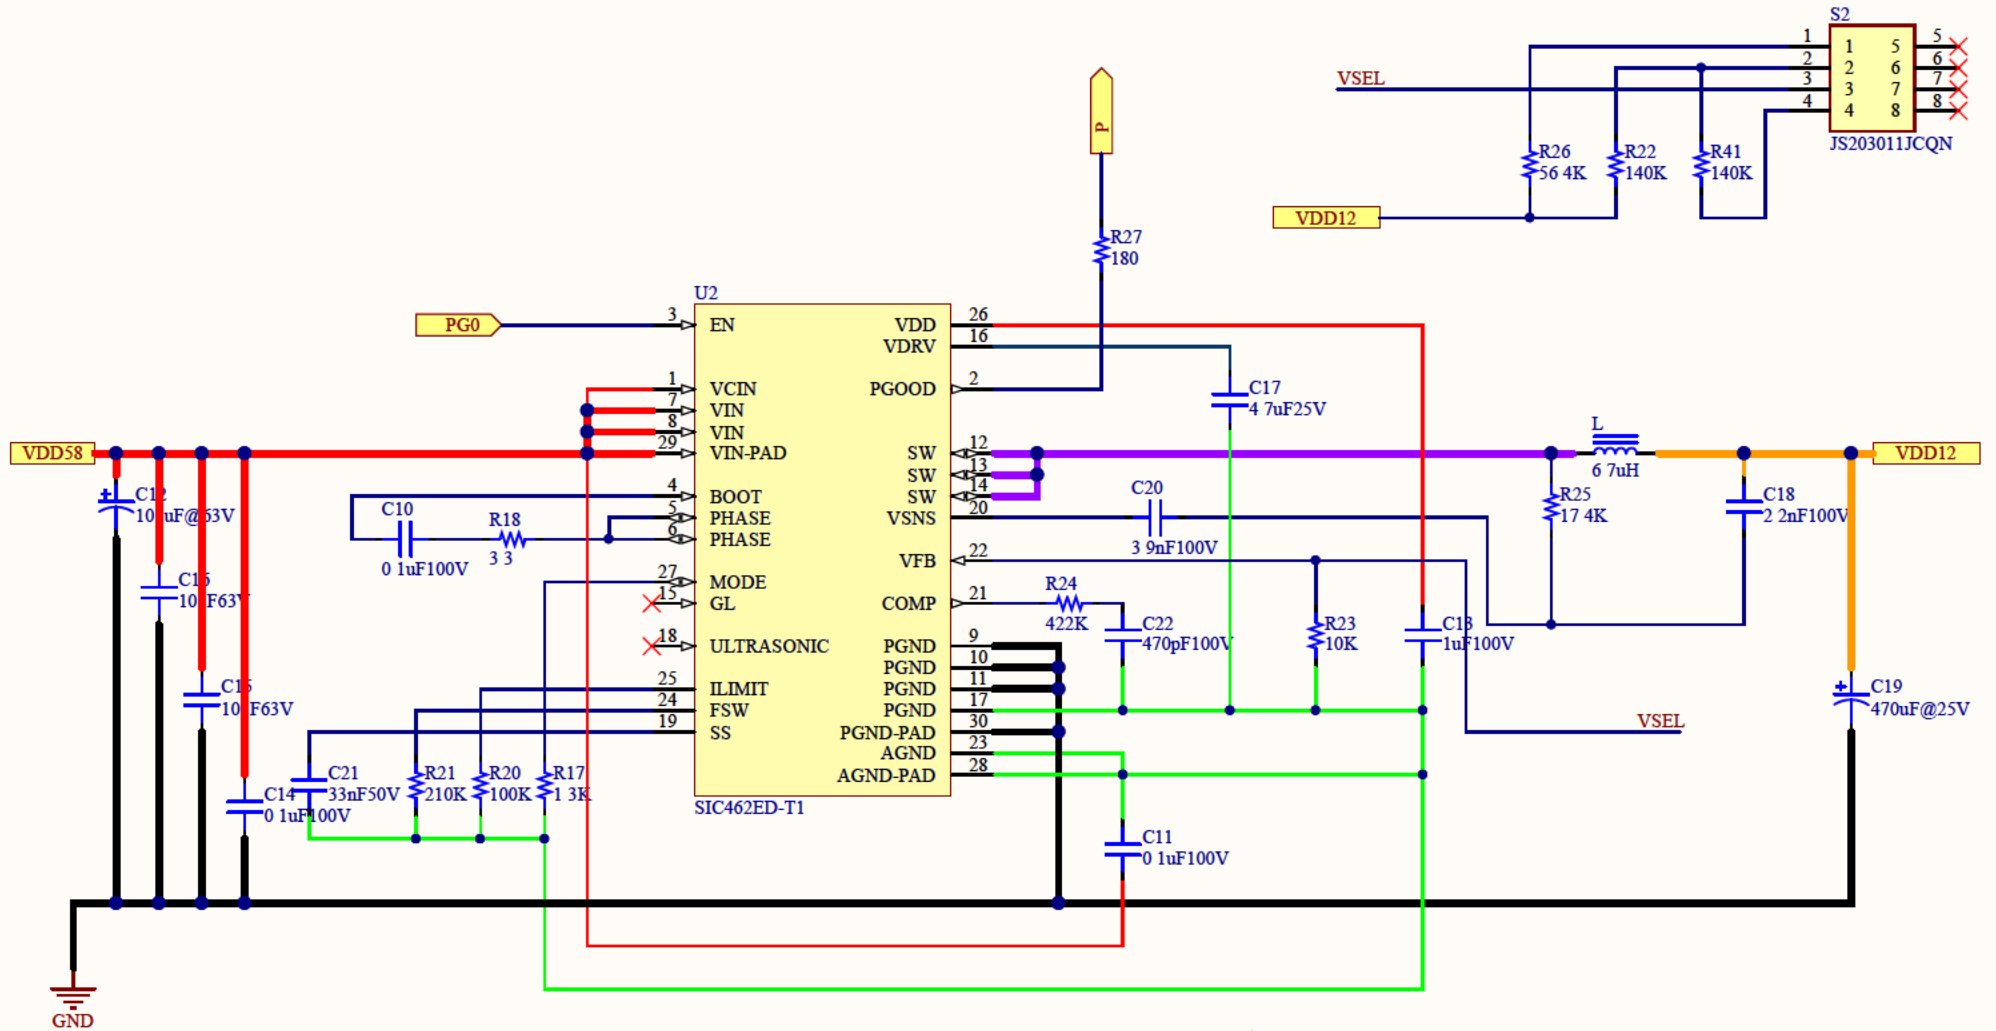 S2
1 1 5 5
2 2 6 6
VSEL 3 3 7 7
4 4 8 8
JS203011JCQN
R26 R22 R41
56 4K 140K 140K
VDD12
P
R27
180
U2
PG0 3 EN VDD 26
VDRV 16
1 VCIN PGOOD 2
7 VIN
8 VIN
C17
4 7uF25V
VDD58 29 VIN-PAD SW 12
SW 13
SW 14
L
6 7uH
VDD12
4 BOOT
5 PHASE VSNS 20
6 PHASE
C10
0 1uF100V
R18
3 3
C20
3 9nF100V
R25
17 4K
C18
2 2nF100V
VFB 22
27 MODE
15 GL COMP 21
R24
422K
C22
470pF100V
R23
10K
C13
1uF100V
18 ULTRASONIC PGND 9
PGND 10
25 ILIMIT PGND 11
24 FSW PGND 17
19 SS PGND-PAD 30
AGND 23
AGND-PAD 28
SIC462ED-T1
C19
470uF@25V
VSEL
C21
33nF50V
R21
210K
R20
100K
R17
1 3K
C14
0 1uF100V
C11
0 1uF100V
GND